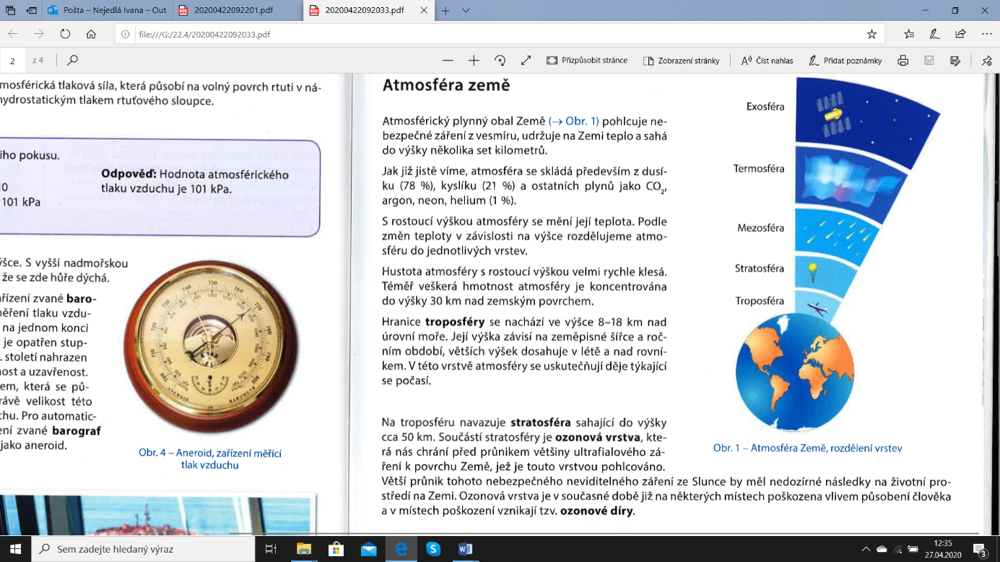 Pošta – Nejedlá Ivana – Out
20200422092201.pdf
20200422092033.pdf
file:///G:/22.4/20200422092033.pdf
2 z 4
Přizpůsobit stránce
Zobrazení stránky
Číst nahlas
Přidat poznámky
mosférická tlaková síla, která působí na volný povrch rtuti v ná-
hydrostatickým tlakem rtuťového sloupce.
iho pokusu.
Odpověď: Hodnota atmosférického
tlaku vzduchu je 101 kPa.
10
101 kPa
ýšce. S vyšší nadmořskou
že se zde hůře dýchá.
ařízení zvané baro-
ěření tlaku vzdu-
na jednom konci
je opatřen stup-
. století nahrazen
nost a uzavřenost.
em, která se pů-
rávě velikost této
chu. Pro automatic-
ení zvané barograf
jako aneroid.
ANEROID
BAROMETR
Obr. 4 – Aneroid, zařízení měřící
tlak vzduchu
Atmosféra země
Atmosférický plynný obal Země (→ Obr. 1) pohlcuje ne-
bezpečné záření z vesmíru, udržuje na Zemi teplo a sahá
do výšky několika set kilometrů.
Jak již jistě víme, atmosféra se skládá především z dusí-
ku (78 %), kyslíku (21 %) a ostatních plynů jako CO₂,
argon, neon, helium (1 %).
S rostoucí výškou atmosféry se mění její teplota. Podle
změn teploty v závislosti na výšce rozdělujeme atmo-
sféru do jednotlivých vrstev.
Hustota atmosféry s rostoucí výškou velmi rychle klesá.
Téměř veškerá hmotnost atmosféry je koncentrována
do výšky 30 km nad zemským povrchem.
Hranice troposféry se nachází ve výšce 8–18 km nad
úrovní moře. Její výška závisí na zeměpisné šířce a roč-
ním období, větších výšek dosahuje v létě a nad rovní-
kem. V této vrstvě atmosféry se uskutečňují děje týkající
se počasí.
Na troposféru navazuje stratosféra sahající do výšky
cca 50 km. Součástí stratosféry je ozonová vrstva, kte-
rá nás chrání před průnikem většiny ultrafialového zá-
ření k povrchu Země, jež je touto vrstvou pohlcováno.
Větší průnik tohoto nebezpečného neviditelného záření ze Slunce by měl nedozírné následky na životní pro-
středí na Zemi. Ozonová vrstva je v současné době již na některých místech poškozena vlivem působení člověka
a v místech poškození vznikají tzv. ozonové díry.
Exosféra
Termosféra
Mezosféra
Stratosféra
Troposféra
Obr. 1 – Atmosféra Země, rozdělení vrstev
Sem zadejte hledaný výraz
12:35
27.04.2020
3